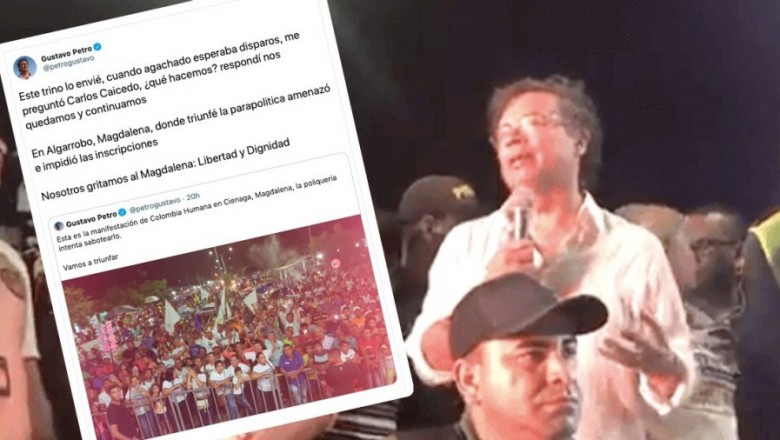 Gustavo Petro
@petrogustavo
Este trino lo envié, cuando agachado esperaba disparos, me
preguntó Carlos Caicedo, ¿qué hacemos? respondí nos
quedamos y continuamos
En Algarrobo, Magdalena, donde triunfé la parapolítica amenazó
e impidió las inscripciones
Nosotros gritamos al Magdalena: Libertad y Dignidad
Gustavo Petro @petrogustavo · 20h
Esta es la manifestación de Colombia Humana en Cienaga, Magdalena, la poliqueria
intenta sabotearlo.
Vamos a triunfar